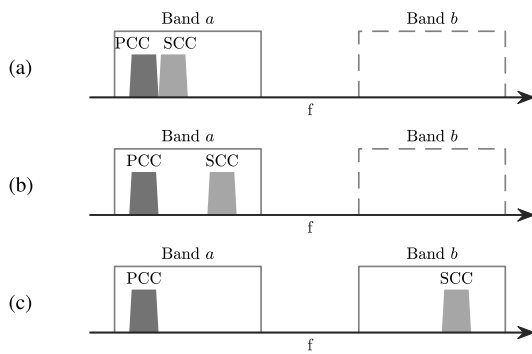 Band a Band b
PCC SCC
(a)
f
Band a Band b
PCC SCC
(b)
f
Band a Band b
PCC SCC
(c)
f